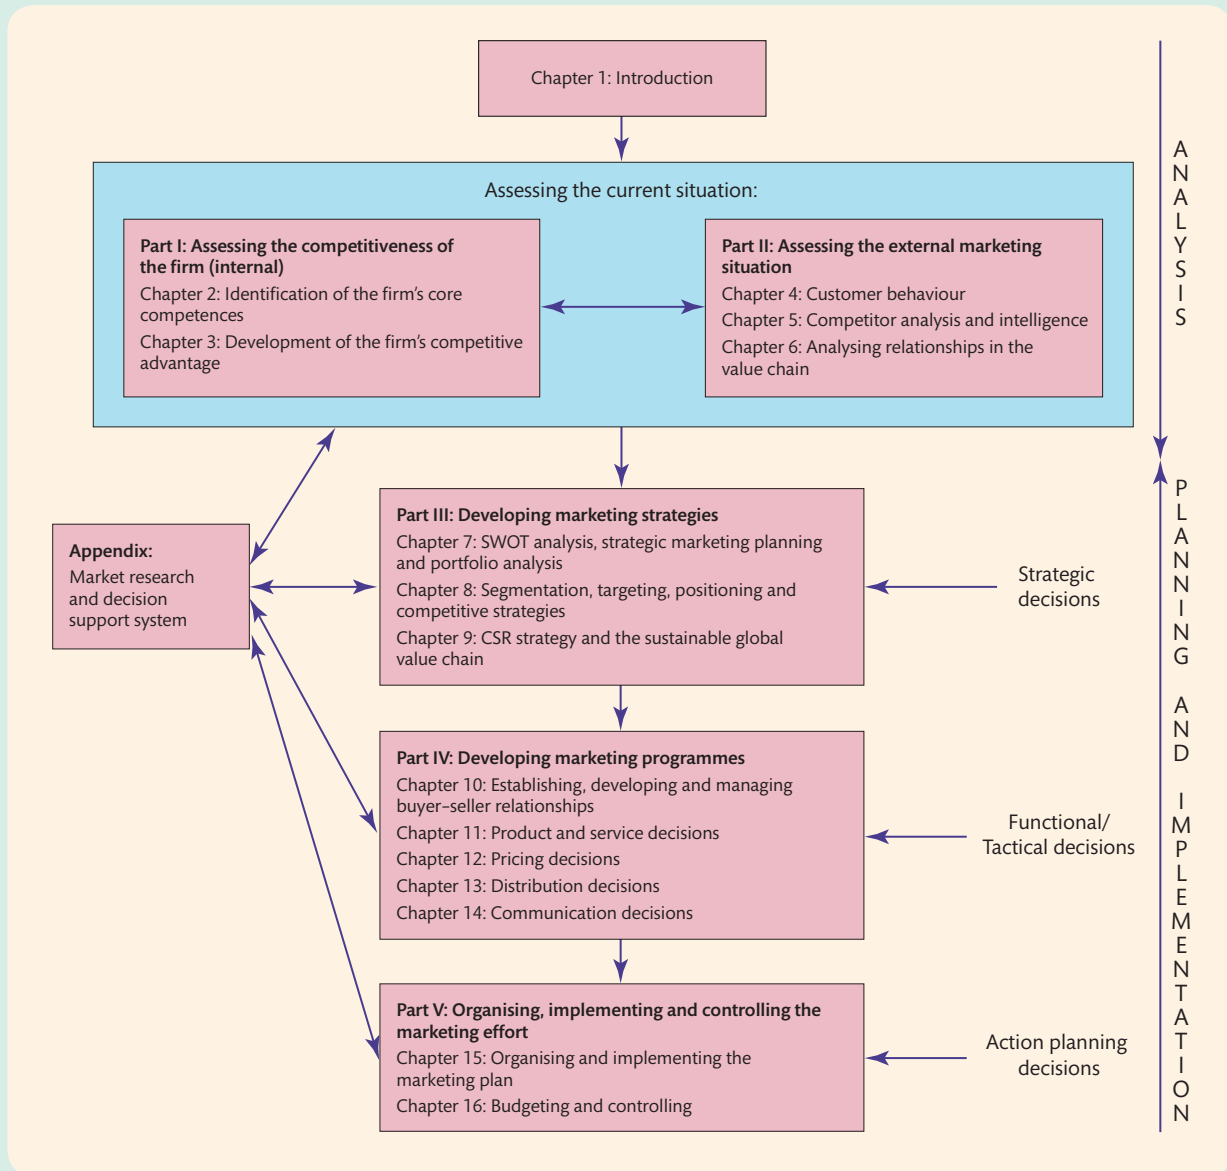 Chapter 1: Introduction
Assessing the current situation:
Part I: Assessing the competitiveness of
the firm (internal)
Chapter 2: Identification of the firm's core
competences
Chapter 3: Development of the firm's competitive
advantage
Part II: Assessing the external marketing
situation
Chapter 4: Customer behaviour
Chapter 5: Competitor analysis and intelligence
Chapter 6: Analysing relationships in the
value chain
ANALYSIS
Appendix:
Market research
and decision
support system
Part III: Developing marketing strategies
Chapter 7: SWOT analysis, strategic marketing planning
and portfolio analysis
Chapter 8: Segmentation, targeting, positioning and
competitive strategies
Chapter 9: CSR strategy and the sustainable global
value chain
Strategic
decisions
Part IV: Developing marketing programmes
Chapter 10: Establishing, developing and managing
buyer–seller relationships
Chapter 11: Product and service decisions
Chapter 12: Pricing decisions
Chapter 13: Distribution decisions
Chapter 14: Communication decisions
Functional/
Tactical decisions
Part V: Organising, implementing and controlling the
marketing effort
Chapter 15: Organising and implementing the
marketing plan
Chapter 16: Budgeting and controlling
Action planning
decisions
PLANNING AND IMPLEMENTATION